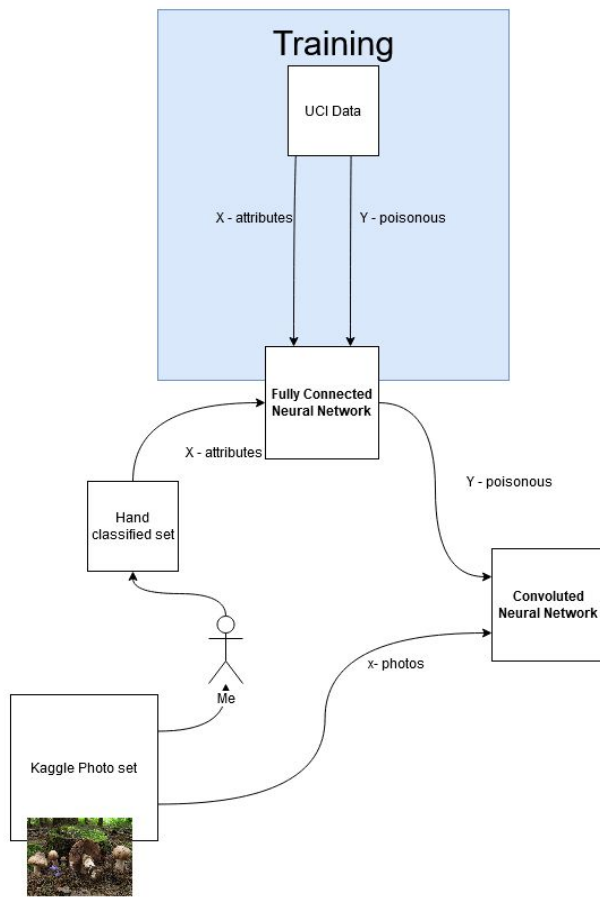 Training
UCI Data
X - attributes
Y - poisonous
Fully Connected
Neural Network
X - attributes
Y - poisonous
Hand
classified set
Convoluted
Neural Network
Me
x- photos
Kaggle Photo set